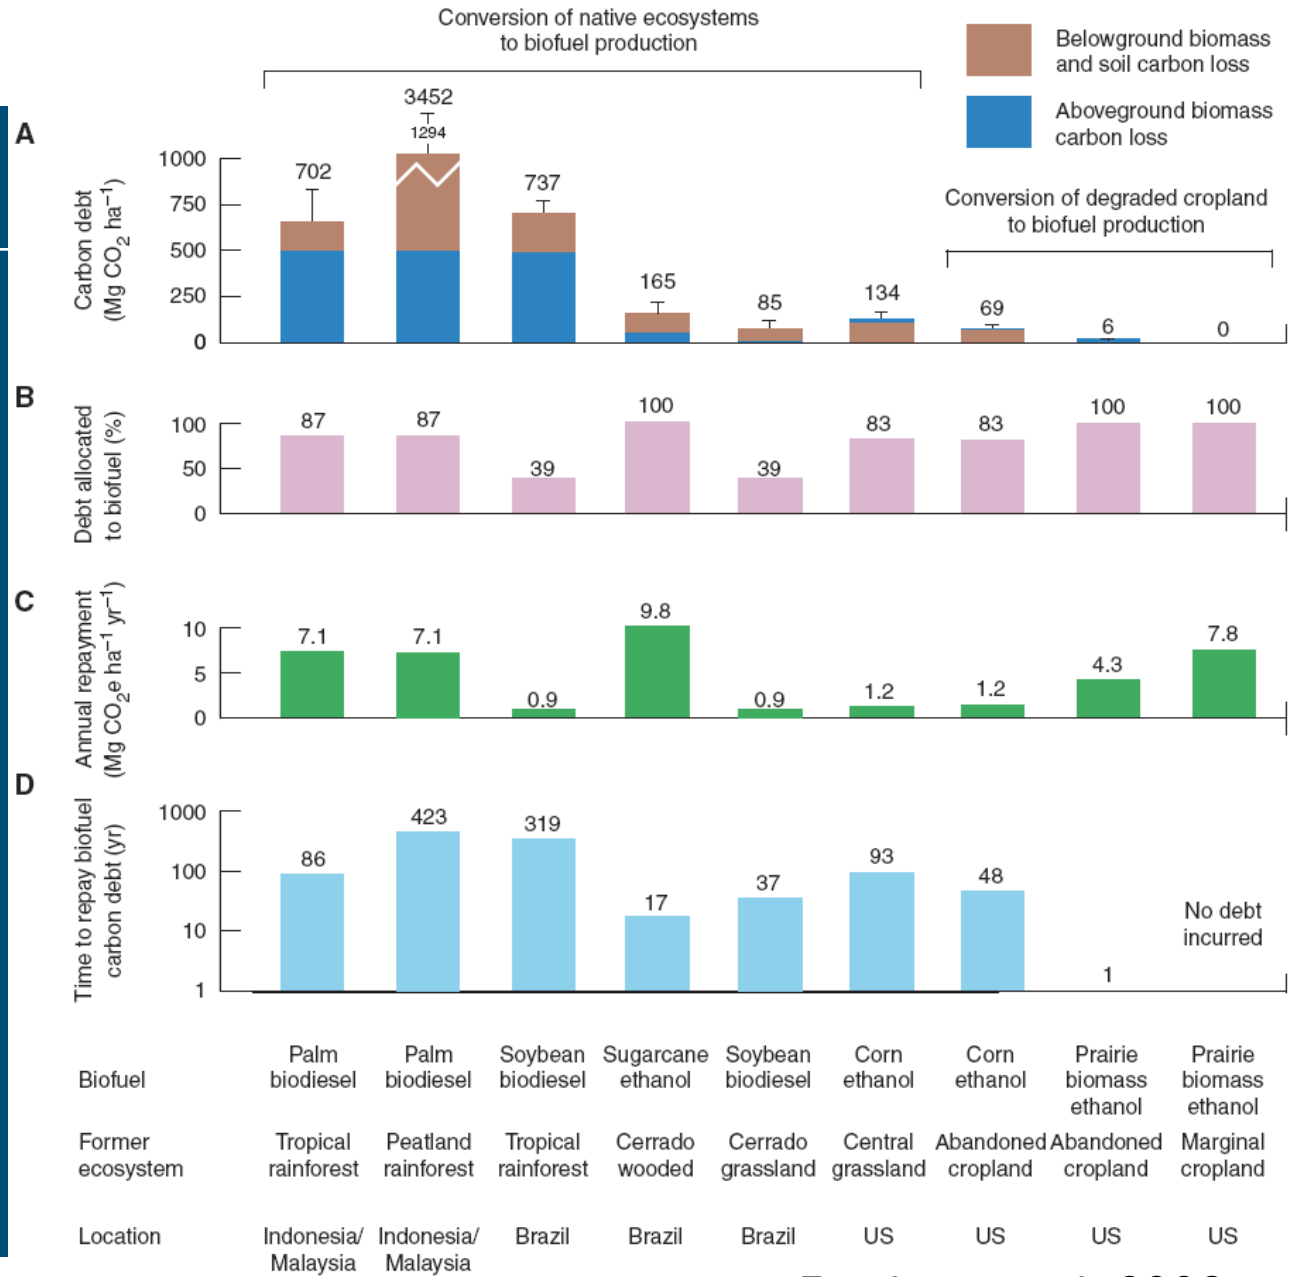 Conversion of native ecosystems
to biofuel production
Belowground biomass
and soil carbon loss
Aboveground biomass
carbon loss
Conversion of degraded cropland
to biofuel production
A
Carbon debt
(Mg CO2 ha−1)
1000
750
500
250
0
702
3452
1294
737
165
85
134
69
6
0
B
Debt allocated
to biofuel (%)
100
50
0
87
87
39
100
39
83
83
100
100
C
Annual repayment
(Mg CO2e ha−1 yr−1)
10
5
0
7.1
7.1
0.9
9.8
0.9
1.2
1.2
4.3
7.8
D
Time to repay biofuel
carbon debt (yr)
1000
100
10
1
86
423
319
17
37
93
48
1
No debt
incurred
Biofuel
Palm
biodiesel
Palm
biodiesel
Soybean
biodiesel
Sugarcane
ethanol
Soybean
biodiesel
Corn
ethanol
Corn
ethanol
Prairie
biomass
ethanol
Prairie
biomass
ethanol
Former
ecosystem
Tropical
rainforest
Peatland
rainforest
Tropical
rainforest
Cerrado
wooded
Cerrado
grassland
Central
grassland
Abandoned
cropland
Abandoned
cropland
Marginal
cropland
Location
Indonesia/
Malaysia
Indonesia/
Malaysia
Brazil
Brazil
Brazil
US
US
US
US